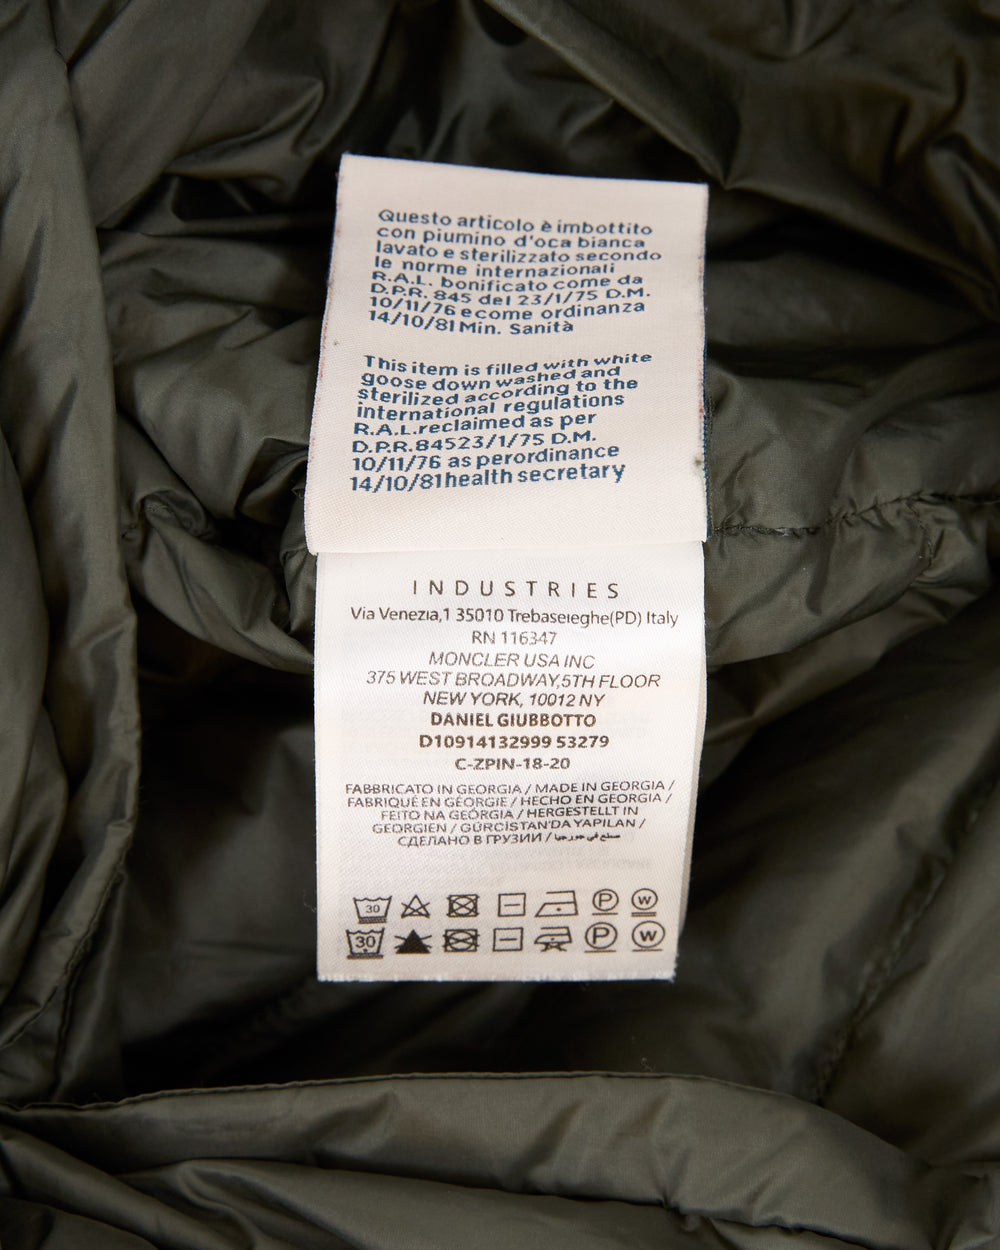 Questo articolo è imbottito
con piumino d'oca bianca
lavato e sterilizzato secondo
le norme internazionali
R.A.L. bonificato come da
D.P.R. 845 del 23/1/75 D.M.
10/11/76 e come ordinanza
14/10/81 Min. Sanità
This item is filled with white
goose down washed and
sterilized according to the
international regulations
R.A.L.reclaimed as per
D.P.R.84523/1/75 D.M.
10/11/76 as perordinance
14/10/81health secretary
INDUSTRIES
Via Venezia,1 35010 Trebaseieghe(PD) Italy
RN 116347
MONCLER USA INC
375 WEST BROADWAY,5TH FLOOR
NEW YORK, 10012 NY
DANIEL GIUBBOTTO
D10914132999 53279
C-ZPIN-18-20
FABBRICATO IN GEORGIA / MADE IN GEORGIA /
FABRIQUÉ EN GÉORGIE / HECHO EN GEORGIA /
FEITO NA GEÓRGIA / HERGESTELLT IN
GEORGIEN / GÜRCİSTAN'DA YAPILAN /
СДЕЛАНО В ГРУЗИИ /
30 P W
30 P W